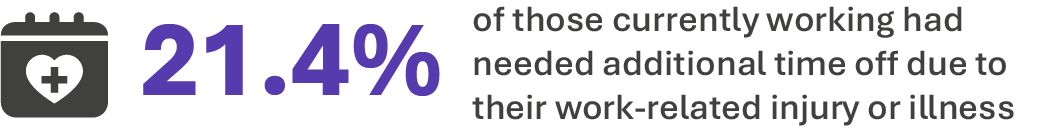 21.4%
of those currently working had
needed additional time off due to
their work-related injury or illness